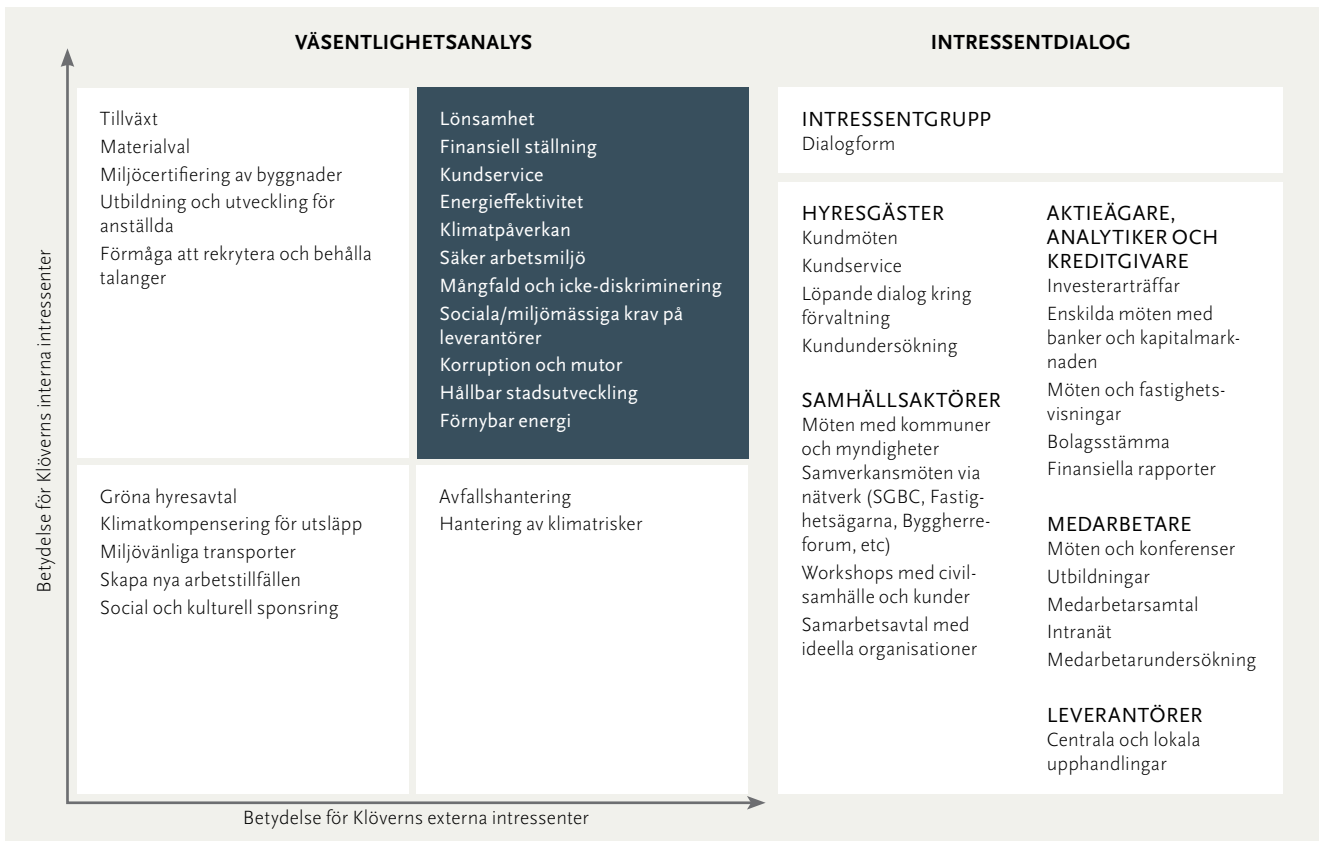 VÄSENTLIGHETSANALYS
Betydelse för Klöverns interna intressenter
Tillväxt
Materialval
Miljöcertifiering av byggnader
Utbildning och utveckling för
anställda
Förmåga att rekrytera och behålla
talanger
Lönsamhet
Finansiell ställning
Kundservice
Energieffektivitet
Klimatpåverkan
Säker arbetsmiljö
Mångfald och icke-diskriminering
Sociala/miljömässiga krav på
leverantörer
Korruption och mutor
Hållbar stadsutveckling
Förnybar energi
Gröna hyresavtal
Klimatkompensering för utsläpp
Miljövänliga transporter
Skapa nya arbetstillfällen
Social och kulturell sponsring
Avfallshantering
Hantering av klimatrisker
Betydelse för Klöverns externa intressenter
INTRESSENTDIALOG
INTRESSENTGRUPP
Dialogform
HYRESGÄSTER
Kundmöten
Kundservice
Löpande dialog kring
förvaltning
Kundundersökning
SAMHÄLLSAKTÖRER
Möten med kommuner
och myndigheter
Samverkansmöten via
nätverk (SGBC, Fastig-
hetsägarna, Byggherre-
forum, etc)
Workshops med civil-
samhälle och kunder
Samarbetsavtal med
ideella organisationer
AKTIEÄGARE,
ANALYTIKER OCH
KREDITGIVARE
Investerarträffar
Enskilda möten med
banker och kapitalmark-
naden
Möten och fastighets-
visningar
Bolagsstämma
Finansiella rapporter
MEDARBETARE
Möten och konferenser
Utbildningar
Medarbetarsamtal
Intranät
Medarbetarundersökning
LEVERANTÖRER
Centrala och lokala
upphandlingar